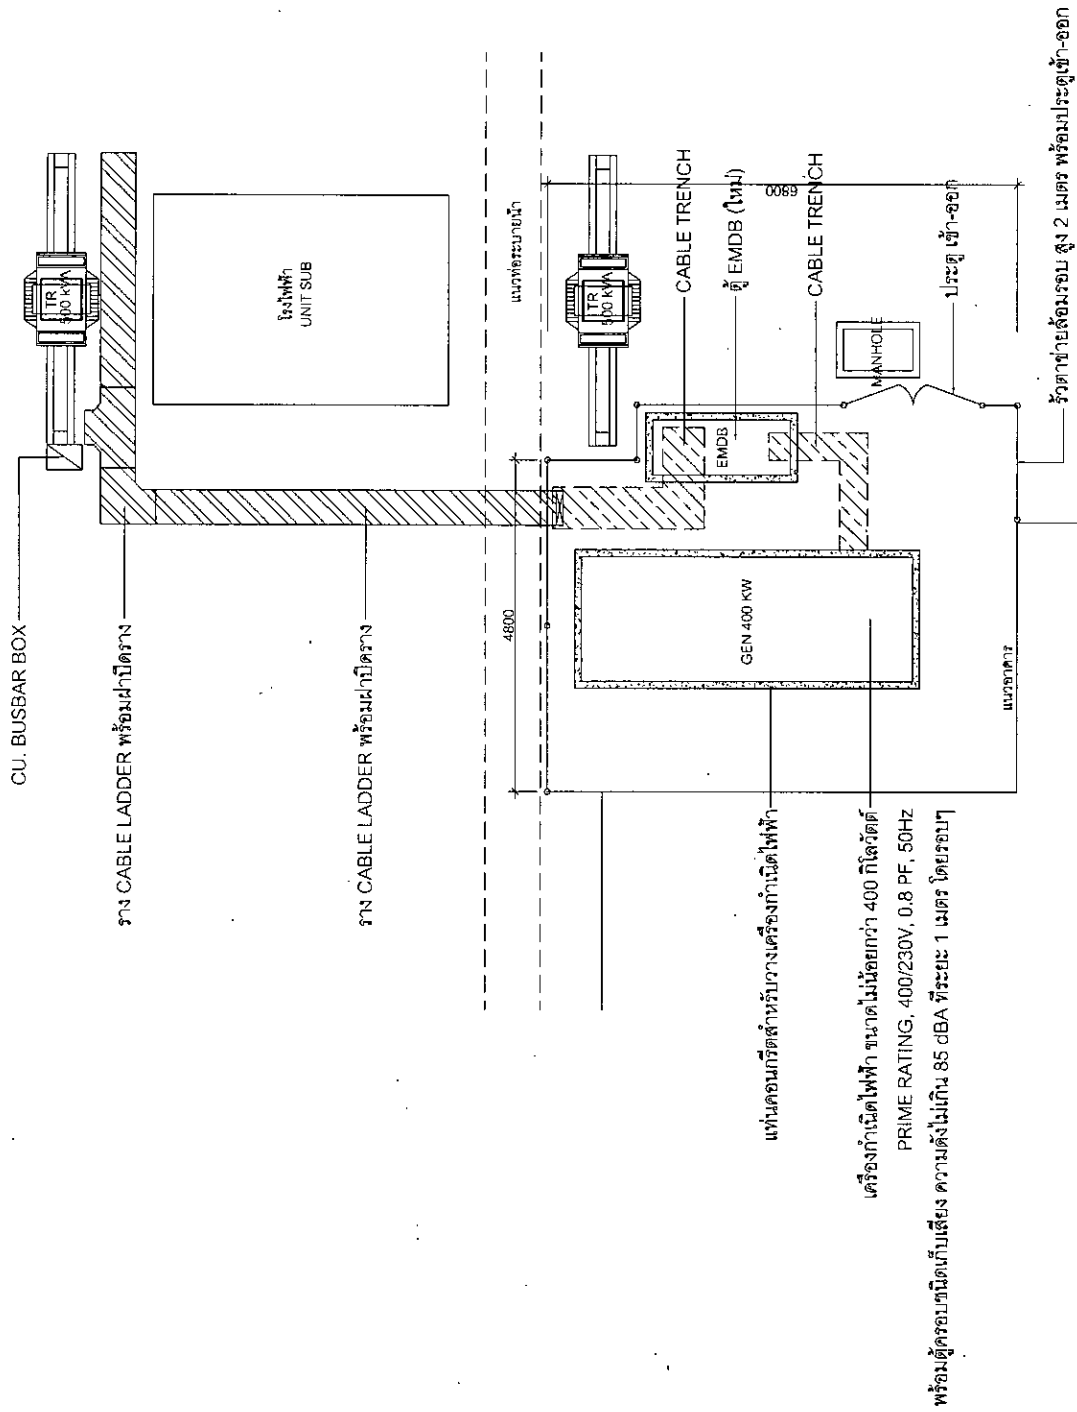 CU. BUSBAR BOX
ราง CABLE LADDER พร้อมฝาปิดราง
ราง CABLE LADDER พร้อมฝาปิดราง
TR
500 kVA
โรงไฟฟ้า
UNIT SUB
แนวท่อระบายน้ำ
TR
500 kVA
6800
4800
CABLE TRENCH
ตู้ EMDB (ใหม่)
CABLE TRENCH
EMDB
MANHOLE
ประตู เข้า-ออก
รั้วตาข่ายล้อมรอบ สูง 2 เมตร พร้อมประตูเข้า-ออก
GEN 400 KW
แนวอาคาร
แท่นคอนกรีตสำหรับวางเครื่องกำเนิดไฟฟ้า
เครื่องกำเนิดไฟฟ้า ขนาดไม่น้อยกว่า 400 กิโลวัตต์
PRIME RATING, 400/230V, 0.8 PF, 50Hz
พร้อมตู้ครอบชนิดเก็บเสียง ความดังไม่เกิน 85 dBA ที่ระยะ 1 เมตร โดยรอบๆ